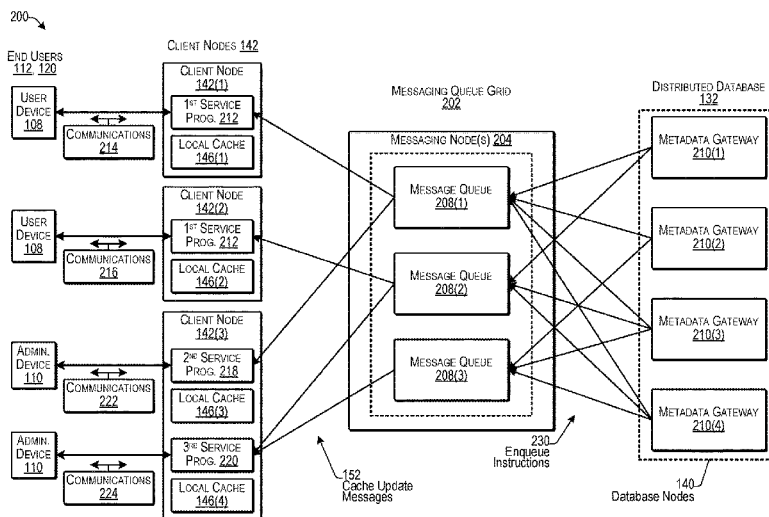 200
END USERS
112, 120
CLIENT NODES 142
USER
DEVICE
108
COMMUNICATIONS
214
CLIENT NODE
142(1)
1ST SERVICE
PROG. 212
LOCAL CACHE
146(1)
USER
DEVICE
108
COMMUNICATIONS
216
CLIENT NODE
142(2)
1ST SERVICE
PROG. 212
LOCAL CACHE
146(2)
ADMIN.
DEVICE
110
COMMUNICATIONS
222
CLIENT NODE
142(3)
2ND SERVICE
PROG. 218
LOCAL CACHE
146(3)
ADMIN.
DEVICE
110
COMMUNICATIONS
224
3RD SERVICE
PROG. 220
LOCAL CACHE
146(4)
MESSAGING QUEUE GRID
202
MESSAGING NODE(S) 204
MESSAGE QUEUE
208(1)
MESSAGE QUEUE
208(2)
MESSAGE QUEUE
208(3)
152
Cache Update
Messages
230
Enqueue
Instructions
DISTRIBUTED DATABASE
132
METADATA GATEWAY
210(1)
METADATA GATEWAY
210(2)
METADATA GATEWAY
210(3)
METADATA GATEWAY
210(4)
140
Database Nodes